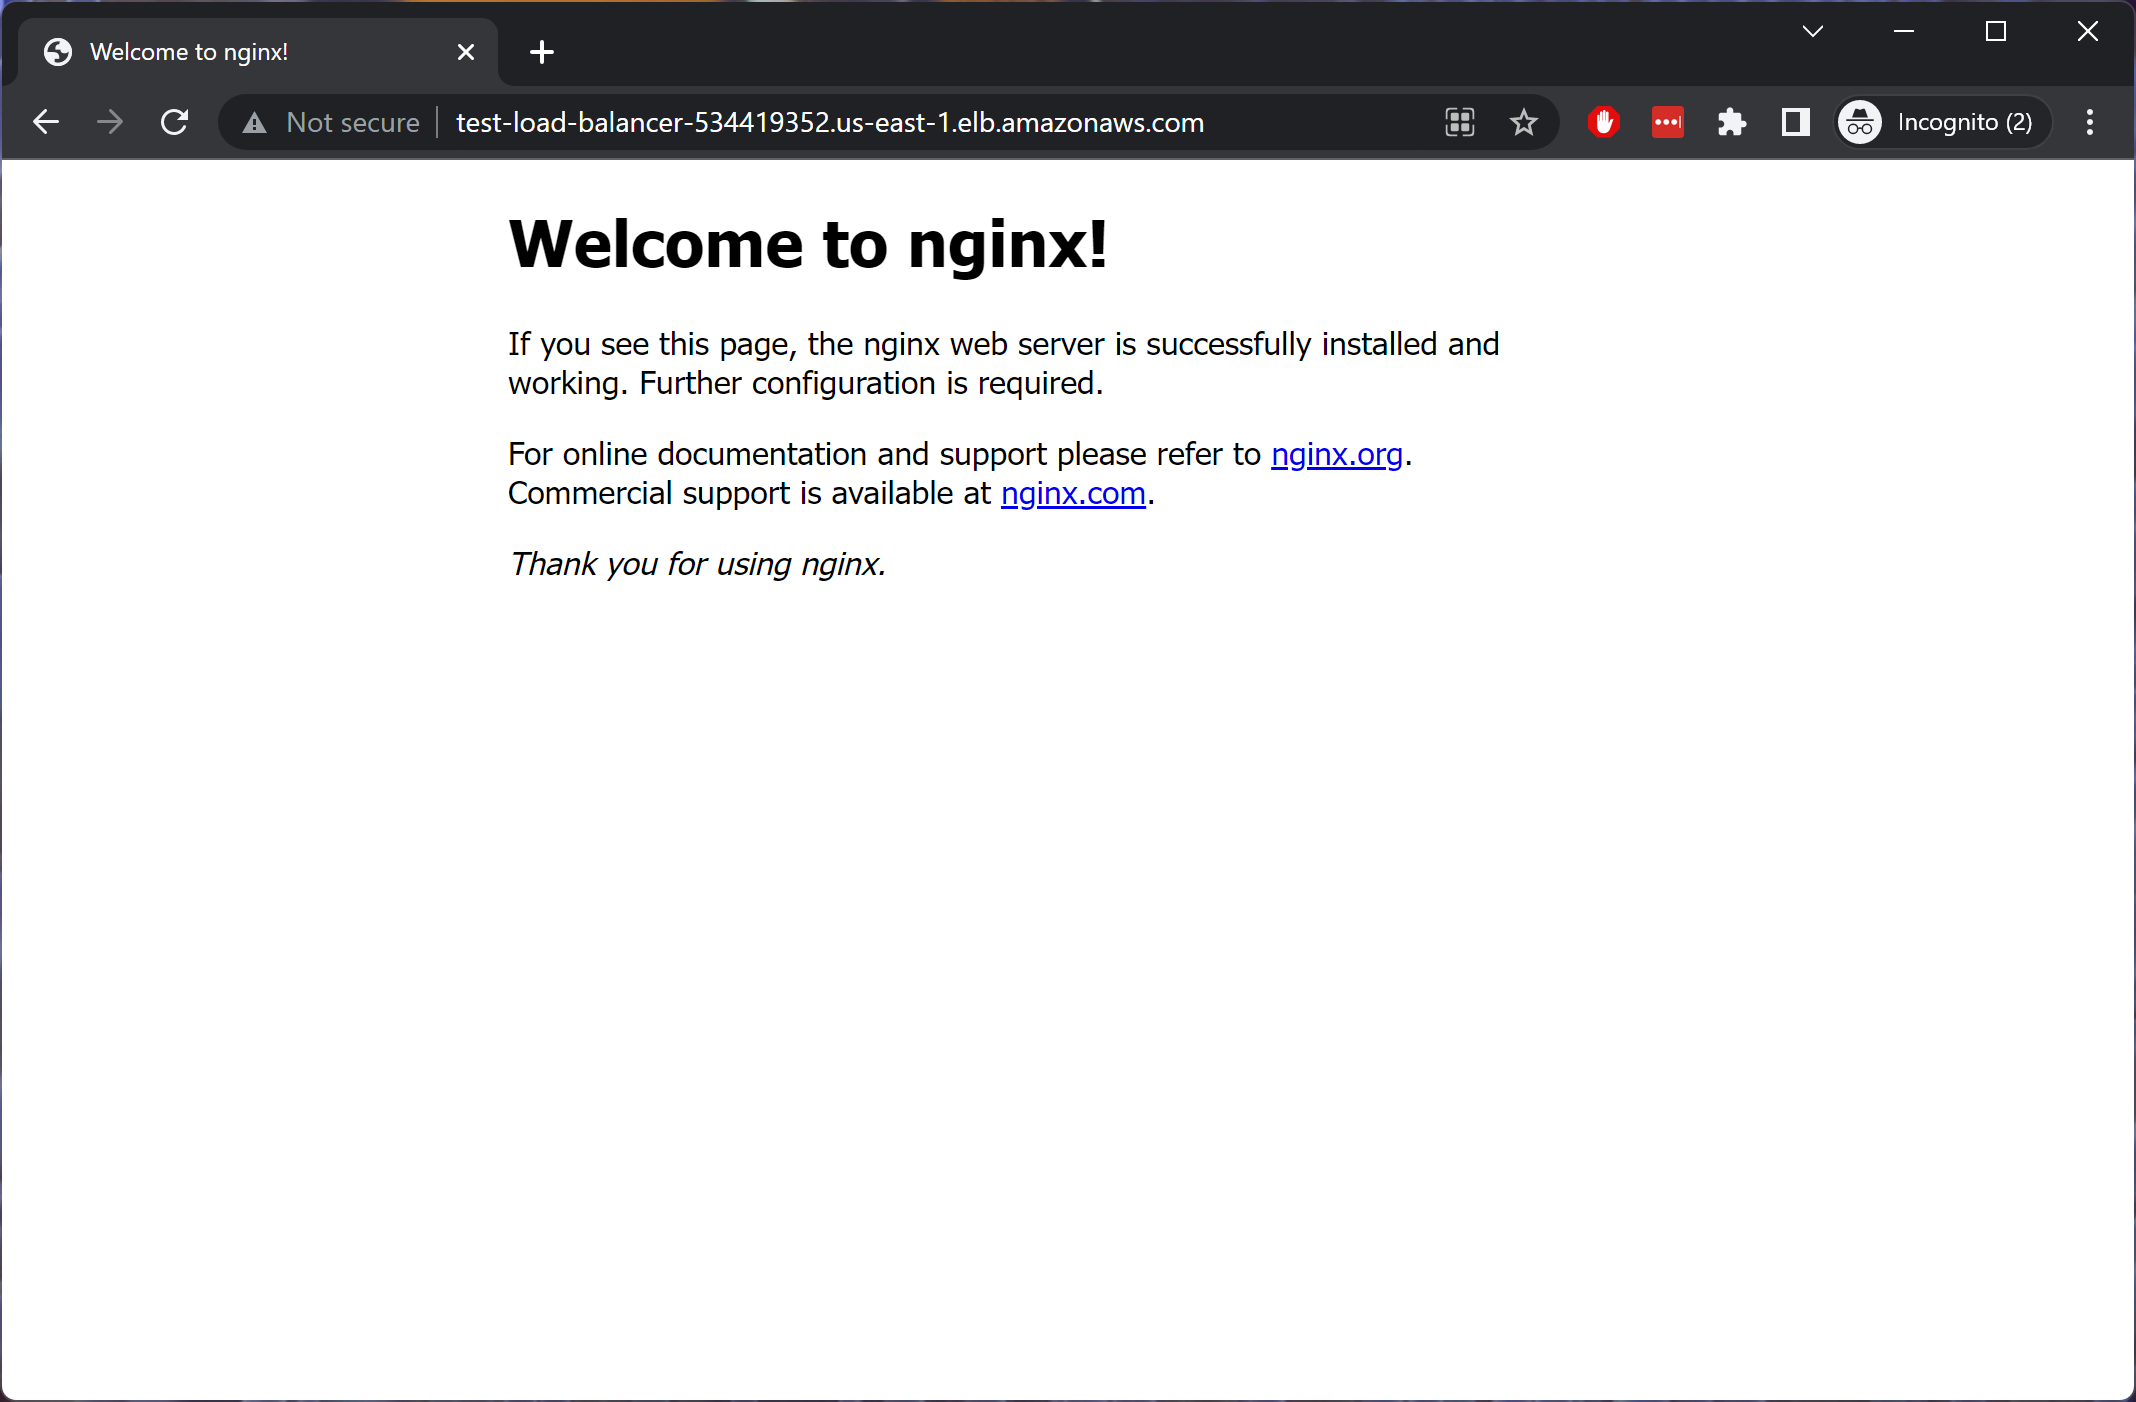 Welcome to nginx!
Not secure
test-load-balancer-534419352.us-east-1.elb.amazonaws.com
Incognito (2)
Welcome to nginx!
If you see this page, the nginx web server is successfully installed and
working. Further configuration is required.
For online documentation and support please refer to nginx.org.
Commercial support is available at nginx.com.
Thank you for using nginx.